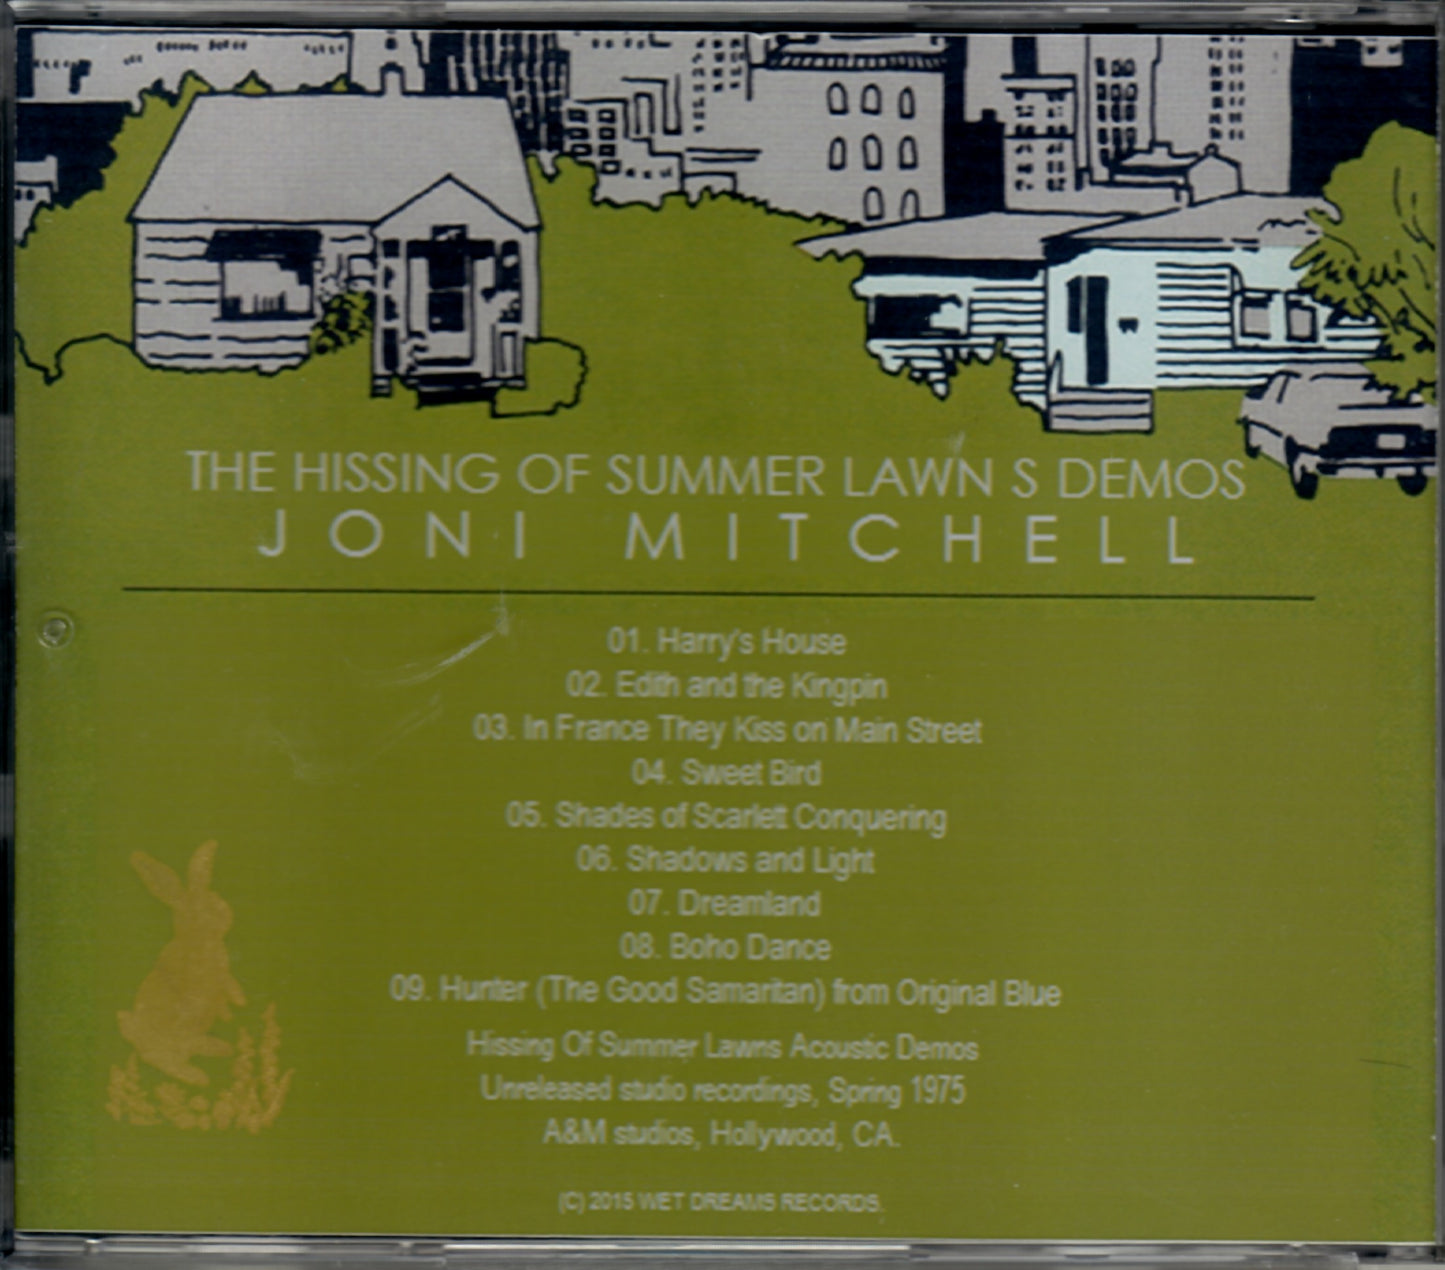 THE HISSING OF SUMMER LAWN S DEMOS
JONI MITCHELL
01. Harry's House
02. Edith and the Kingpin
03. In France They Kiss on Main Street
04. Sweet Bird
05. Shades of Scarlett Conquering
06. Shadows and Light
07. Dreamland
08. Boho Dance
09. Hunter (The Good Samaritan) from Original Blue
Hissing Of Summer Lawns Acoustic Demos
Unreleased studio recordings, Spring 1975
A&M studios, Hollywood, CA.
(C) 2015 WET DREAMS RECORDS.